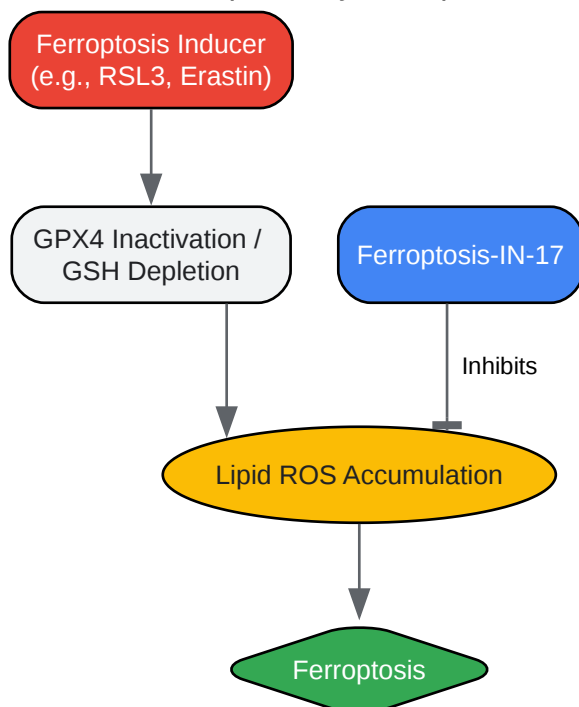 Ferroptosis Inducer
(e.g., RSL3, Erastin)
GPX4 Inactivation /
GSH Depletion
Ferroptosis-IN-17
Inhibits
Lipid ROS Accumulation
Ferroptosis